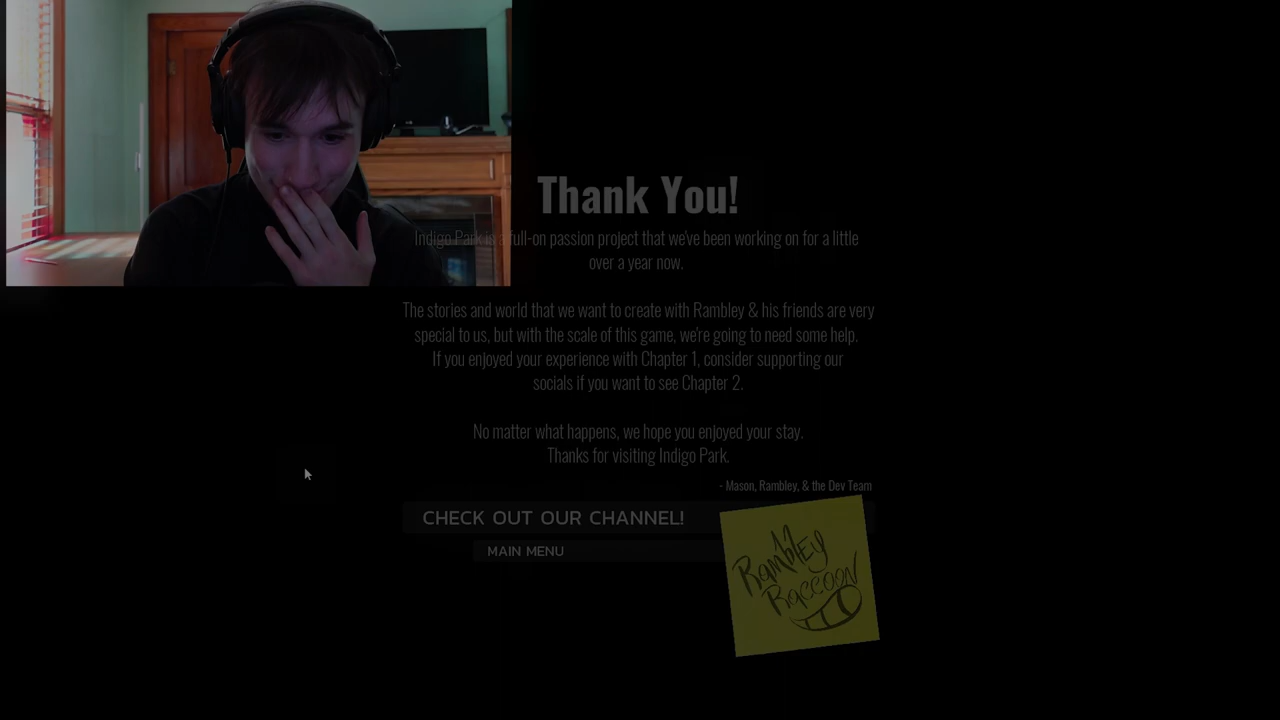 Thank You!
Indigo Park is a full-on passion project that we've been working on for a little
over a year now.
The stories and world that we want to create with Rambley & his friends are very
special to us, but with the scale of this game, we're going to need some help.
If you enjoyed your experience with Chapter 1, consider supporting our
socials if you want to see Chapter 2.
No matter what happens, we hope you enjoyed your stay.
Thanks for visiting Indigo Park.
- Mason, Rambley, & the Dev Team
CHECK OUT OUR CHANNEL!
MAIN MENU
Rambley
Raccoon